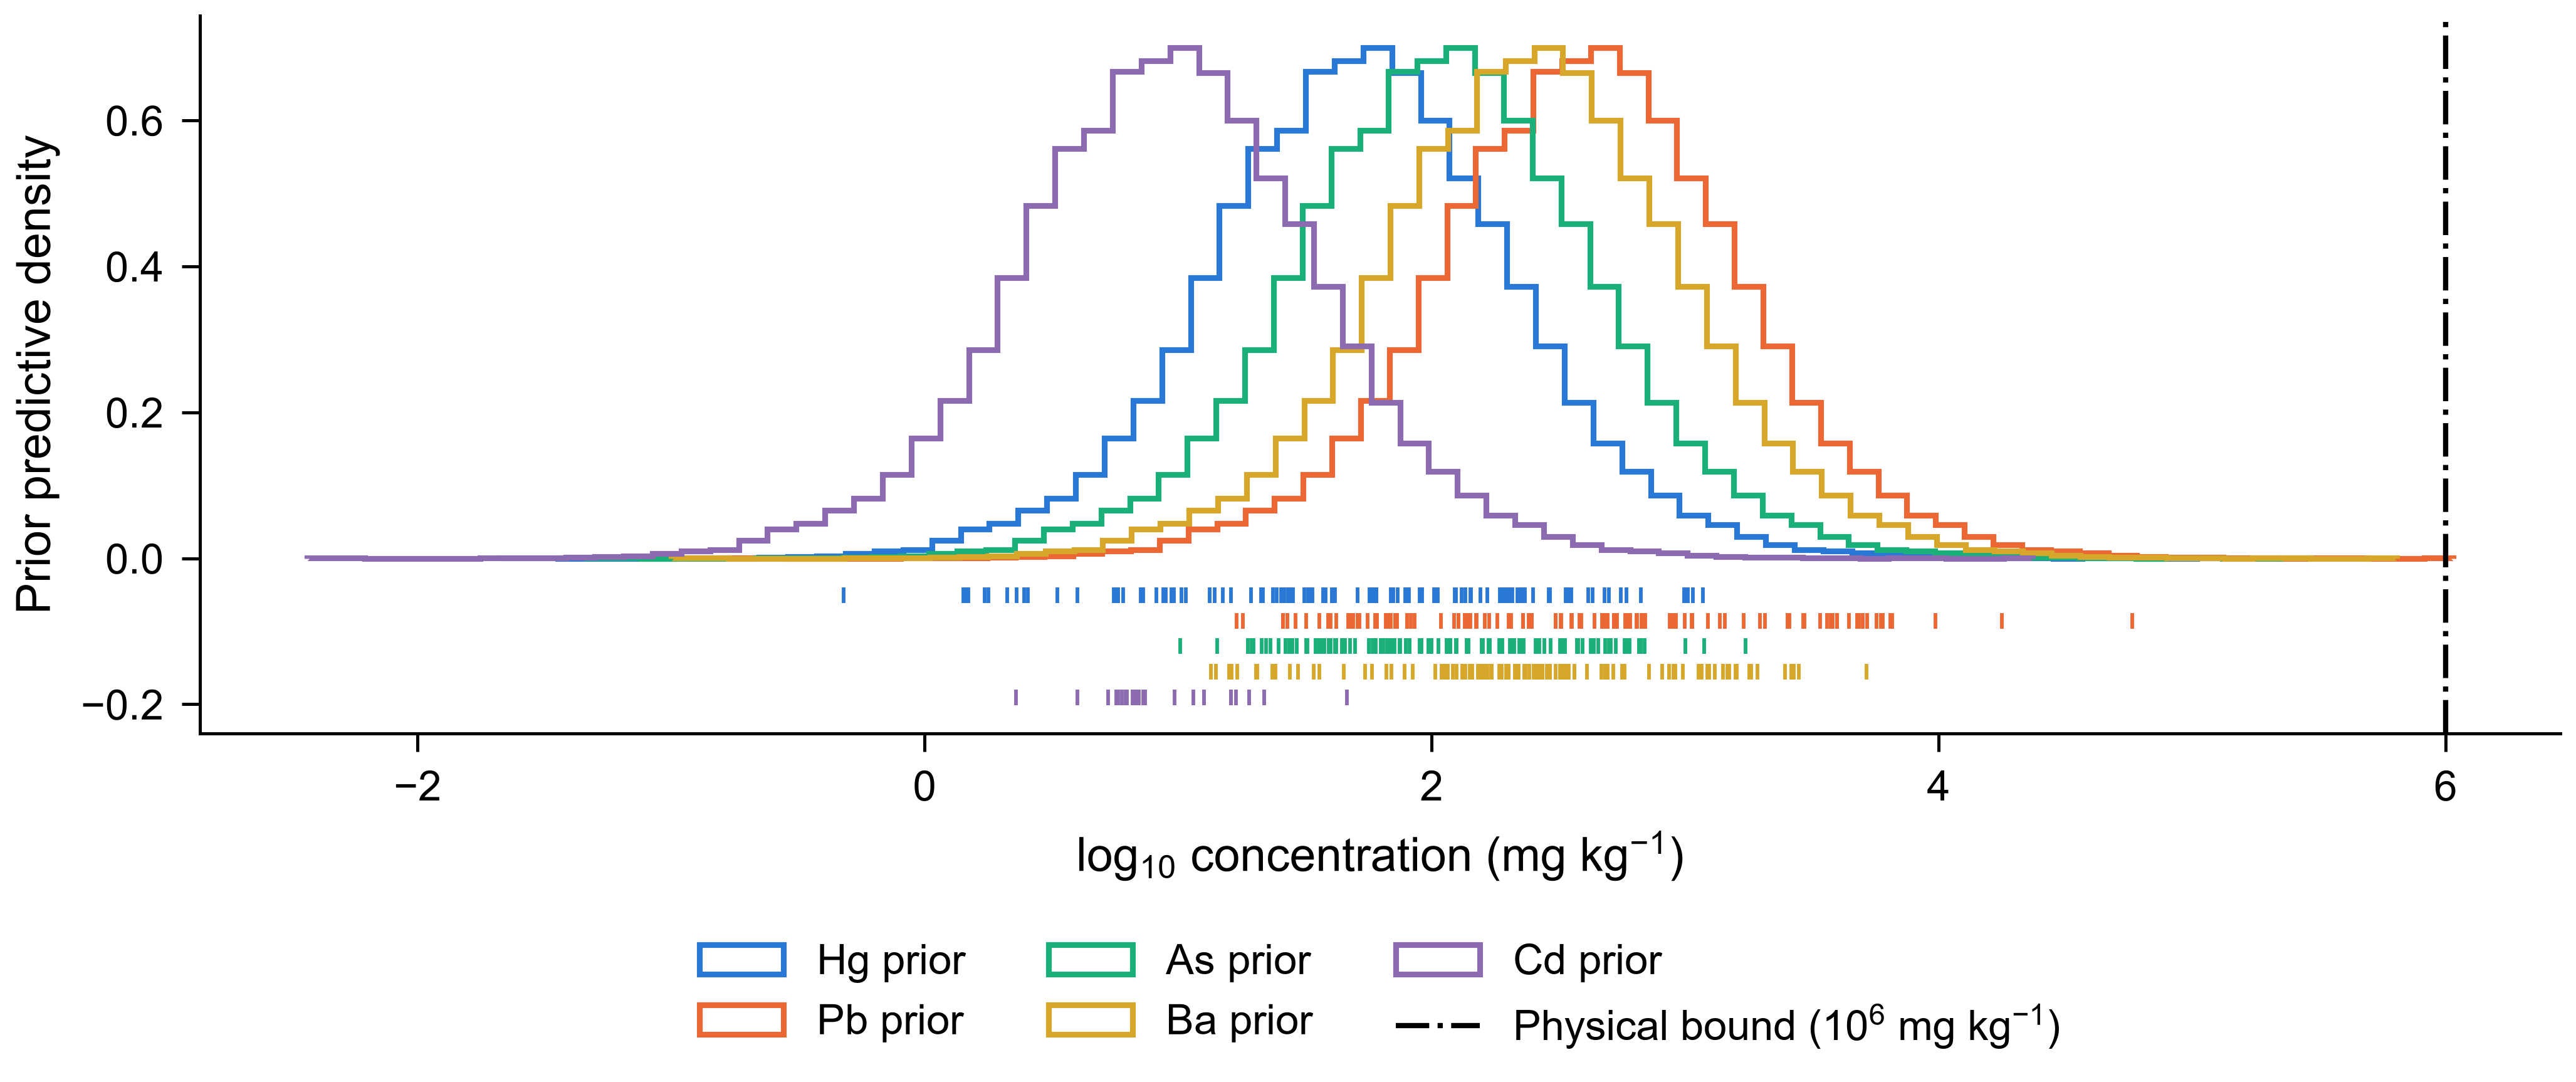 Prior predictive density
0.6
0.4
0.2
0.0
−0.2
−2 0 2 4 6
log₁₀ concentration (mg kg⁻¹)
Hg prior As prior Cd prior
Pb prior Ba prior Physical bound (10⁶ mg kg⁻¹)